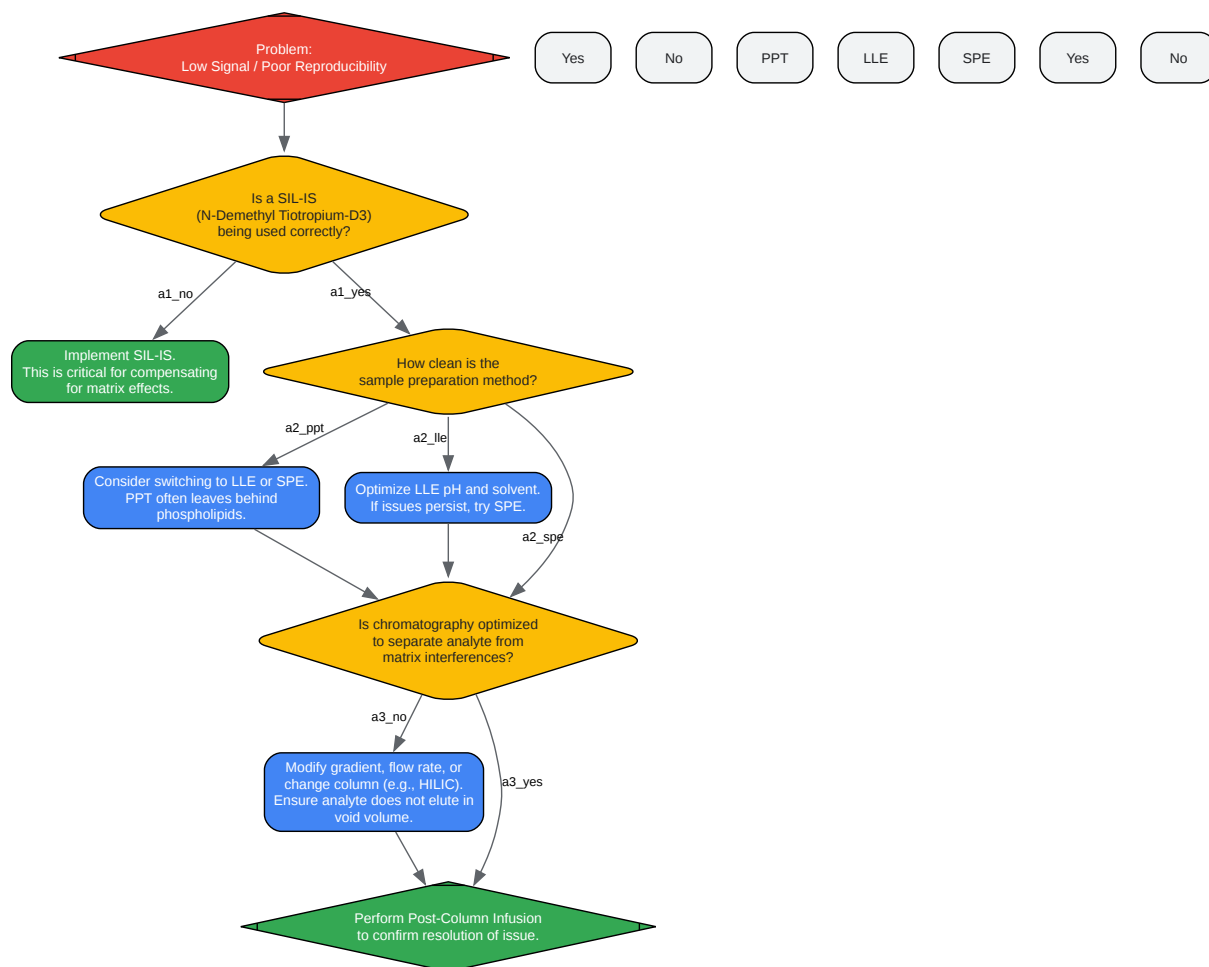 Problem:
Low Signal / Poor Reproducibility
Yes
No
PPT
LLE
SPE
Yes
No
Is a SIL-IS
(N-Demethyl Tiotropium-D3)
being used correctly?
a1_no
a1_yes
Implement SIL-IS.
This is critical for compensating
for matrix effects.
How clean is the
sample preparation method?
a2_ppt
a2_lle
Consider switching to LLE or SPE.
PPT often leaves behind
phospholipids.
Optimize LLE pH and solvent.
If issues persist, try SPE.
a2_spe
Is chromatography optimized
to separate analyte from
matrix interferences?
a3_no
Modify gradient, flow rate, or
change column (e.g., HILIC).
Ensure analyte does not elute in
void volume.
a3_yes
Perform Post-Column Infusion
to confirm resolution of issue.